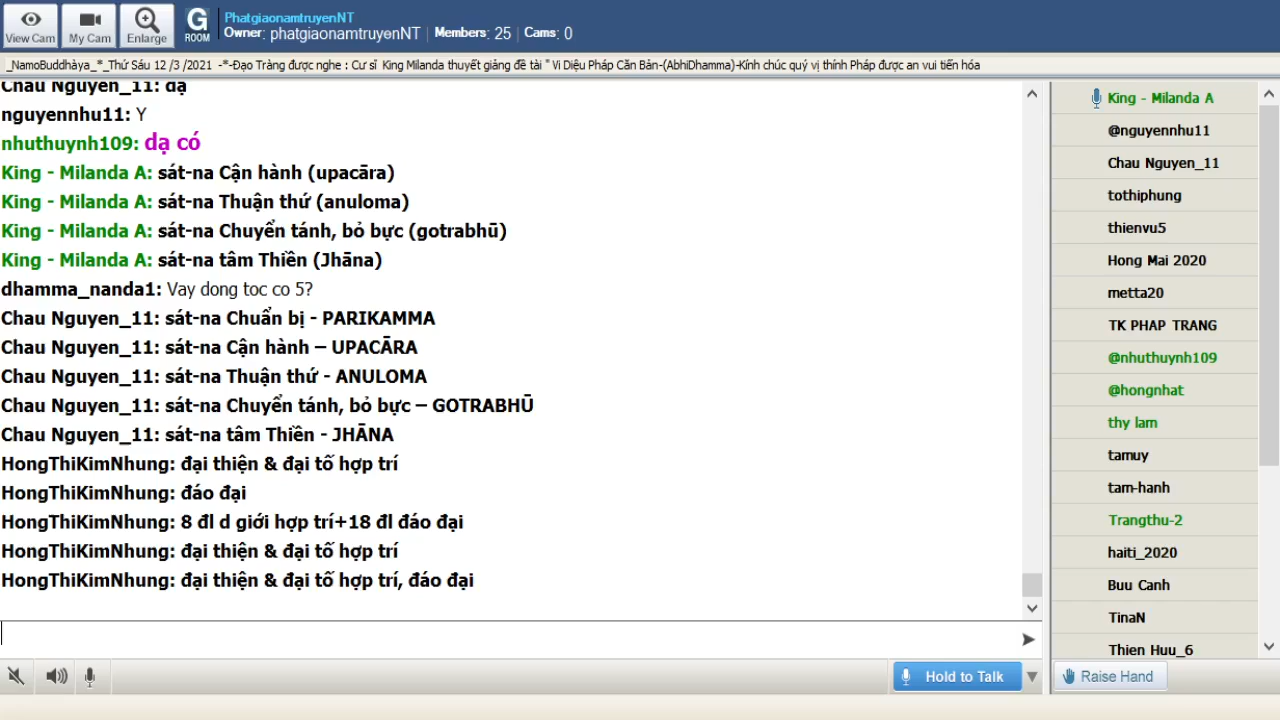 View Cam
My Cam
Enlarge
G
ROOM
PhatgiaonamtruyenNT
Owner: phatgiaonamtruyenNT | Members: 25 | Cams: 0
_NamoBuddhàya_*_Thứ Sáu 12 /3 /2021 -*-Đạo Tràng được nghe : Cư sĩ King Milanda thuyết giảng đề tài " Vi Diệu Pháp Căn Bản-(AbhiDhamma)-Kính chúc quý vị thính Pháp được an vui tiến hóa
Chau Nguyen_11: dạ
nguyennhu11: Y
nhuthuynh109: dạ có
King - Milanda A: sát-na Cận hành (upacāra)
King - Milanda A: sát-na Thuận thứ (anuloma)
King - Milanda A: sát-na Chuyển tánh, bỏ bực (gotrabhū)
King - Milanda A: sát-na tâm Thiền (Jhāna)
dhamma_nanda1: Vay dong toc co 5?
Chau Nguyen_11: sát-na Chuẩn bị - PARIKAMMA
Chau Nguyen_11: sát-na Cận hành – UPACĀRA
Chau Nguyen_11: sát-na Thuận thứ - ANULOMA
Chau Nguyen_11: sát-na Chuyển tánh, bỏ bực – GOTRABHŪ
Chau Nguyen_11: sát-na tâm Thiền - JHĀNA
HongThiKimNhung: đại thiện & đại tố hợp trí
HongThiKimNhung: đáo đại
HongThiKimNhung: 8 đl d giới hợp trí+18 đl đáo đại
HongThiKimNhung: đại thiện & đại tố hợp trí
HongThiKimNhung: đại thiện & đại tố hợp trí, đáo đại
King - Milanda A
@nguyennhu11
Chau Nguyen_11
tothiphung
thienvu5
Hong Mai 2020
metta20
TK PHAP TRANG
@nhuthuynh109
@hongnhat
thy lam
tamuy
tam-hanh
Trangthu-2
haiti_2020
Buu Canh
TinaN
Thien Huu_6
Hold to Talk
Raise Hand